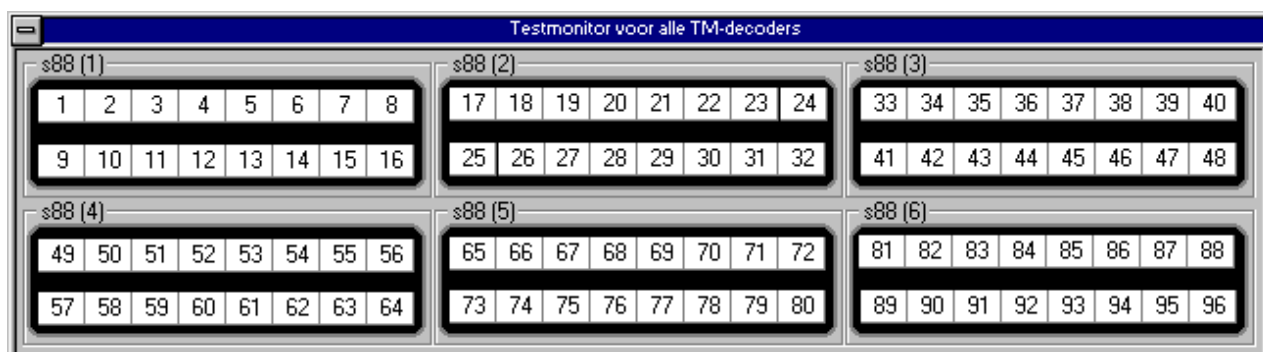 Testmonitor voor alle TM-decoders
s88 (1)
1 2 3 4 5 6 7 8
9 10 11 12 13 14 15 16
s88 (2)
17 18 19 20 21 22 23 24
25 26 27 28 29 30 31 32
s88 (3)
33 34 35 36 37 38 39 40
41 42 43 44 45 46 47 48
s88 (4)
49 50 51 52 53 54 55 56
57 58 59 60 61 62 63 64
s88 (5)
65 66 67 68 69 70 71 72
73 74 75 76 77 78 79 80
s88 (6)
81 82 83 84 85 86 87 88
89 90 91 92 93 94 95 96